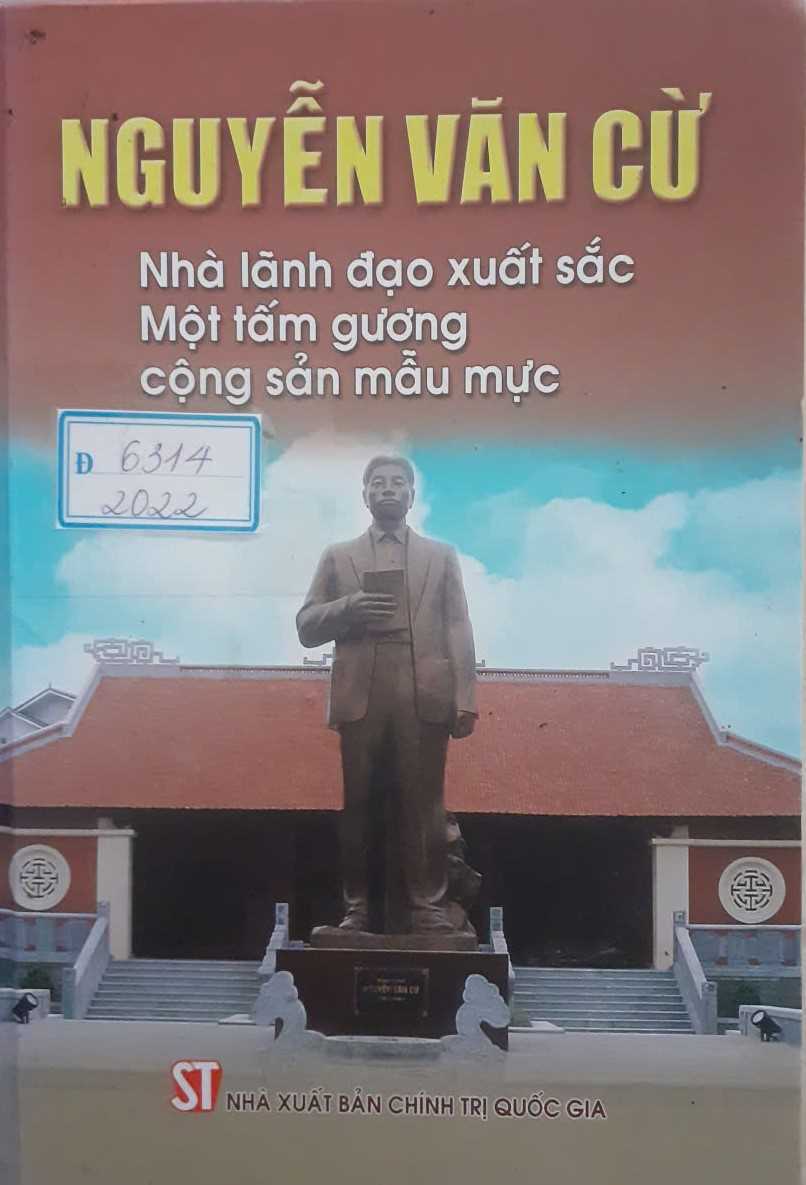 NGUYỄN VĂN CỪ
Nhà lãnh đạo xuất sắc
Một tấm gương
cộng sản mẫu mực
Đ 6314
2022
NGUYỄN VĂN CỪ
ST NHÀ XUẤT BẢN CHÍNH TRỊ QUỐC GIA